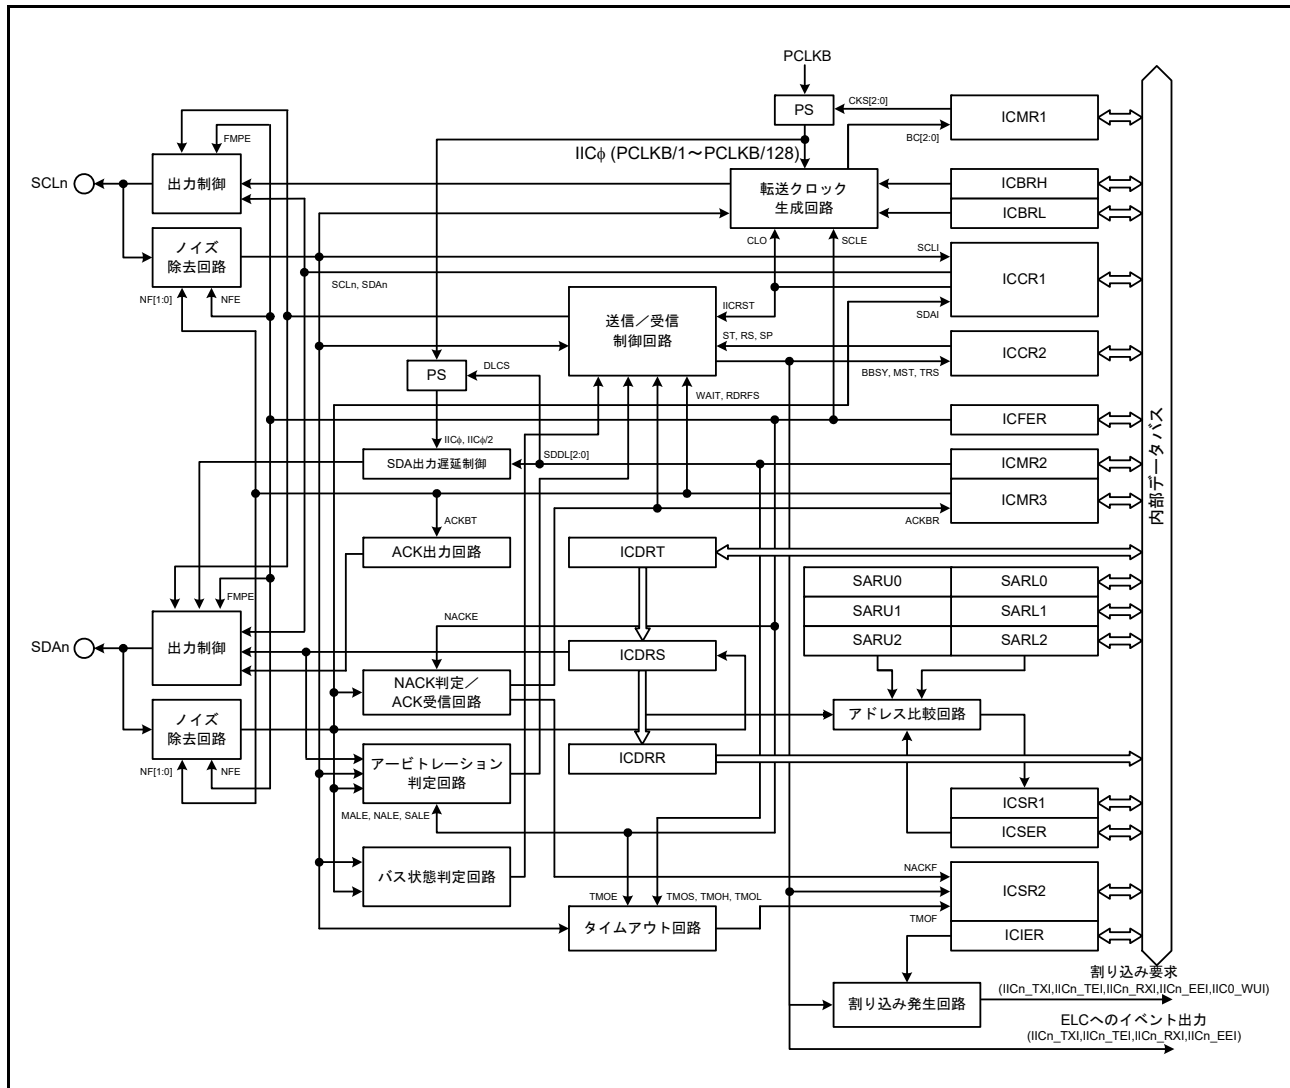 PCLKB
PS
CKS[2:0]
ICMR1
BC[2:0]
FMPE
IICφ (PCLKB/1～PCLKB/128)
SCLn
出力制御
転送クロック
生成回路
ICBRH
ICBRL
ノイズ
除去回路
CLO
SCLE
SCLI
ICCR1
SCLn, SDAn
NF[1:0]
NFE
IICRST
SDAI
送信／受信
制御回路
ST, RS, SP
ICCR2
BBSY, MST, TRS
PS
DLCS
WAIT, RDRFS
ICFER
IICφ, IICφ/2
SDA出力遅延制御
SDDL[2:0]
ICMR2
ICMR3
内部データバス
ACKBT
ACKBR
ACK出力回路
ICDRT
SARU0
SARL0
SARU1
SARL1
SARU2
SARL2
FMPE
NACKE
SDAn
出力制御
ICDRS
NACK判定／
ACK受信回路
ノイズ
除去回路
アドレス比較回路
アービトレーション
判定回路
ICDRR
NF[1:0]
NFE
MALE, NALE, SALE
ICSR1
ICSER
バス状態判定回路
NACKF
ICSR2
TMOE
TMOS, TMOH, TMOL
TMOF
タイムアウト回路
ICIER
割り込み要求
(IICn_TXI,IICn_TEI,IICn_RXI,IICn_EEI,IIC0_WUI)
割り込み発生回路
ELCへのイベント出力
(IICn_TXI,IICn_TEI,IICn_RXI,IICn_EEI)